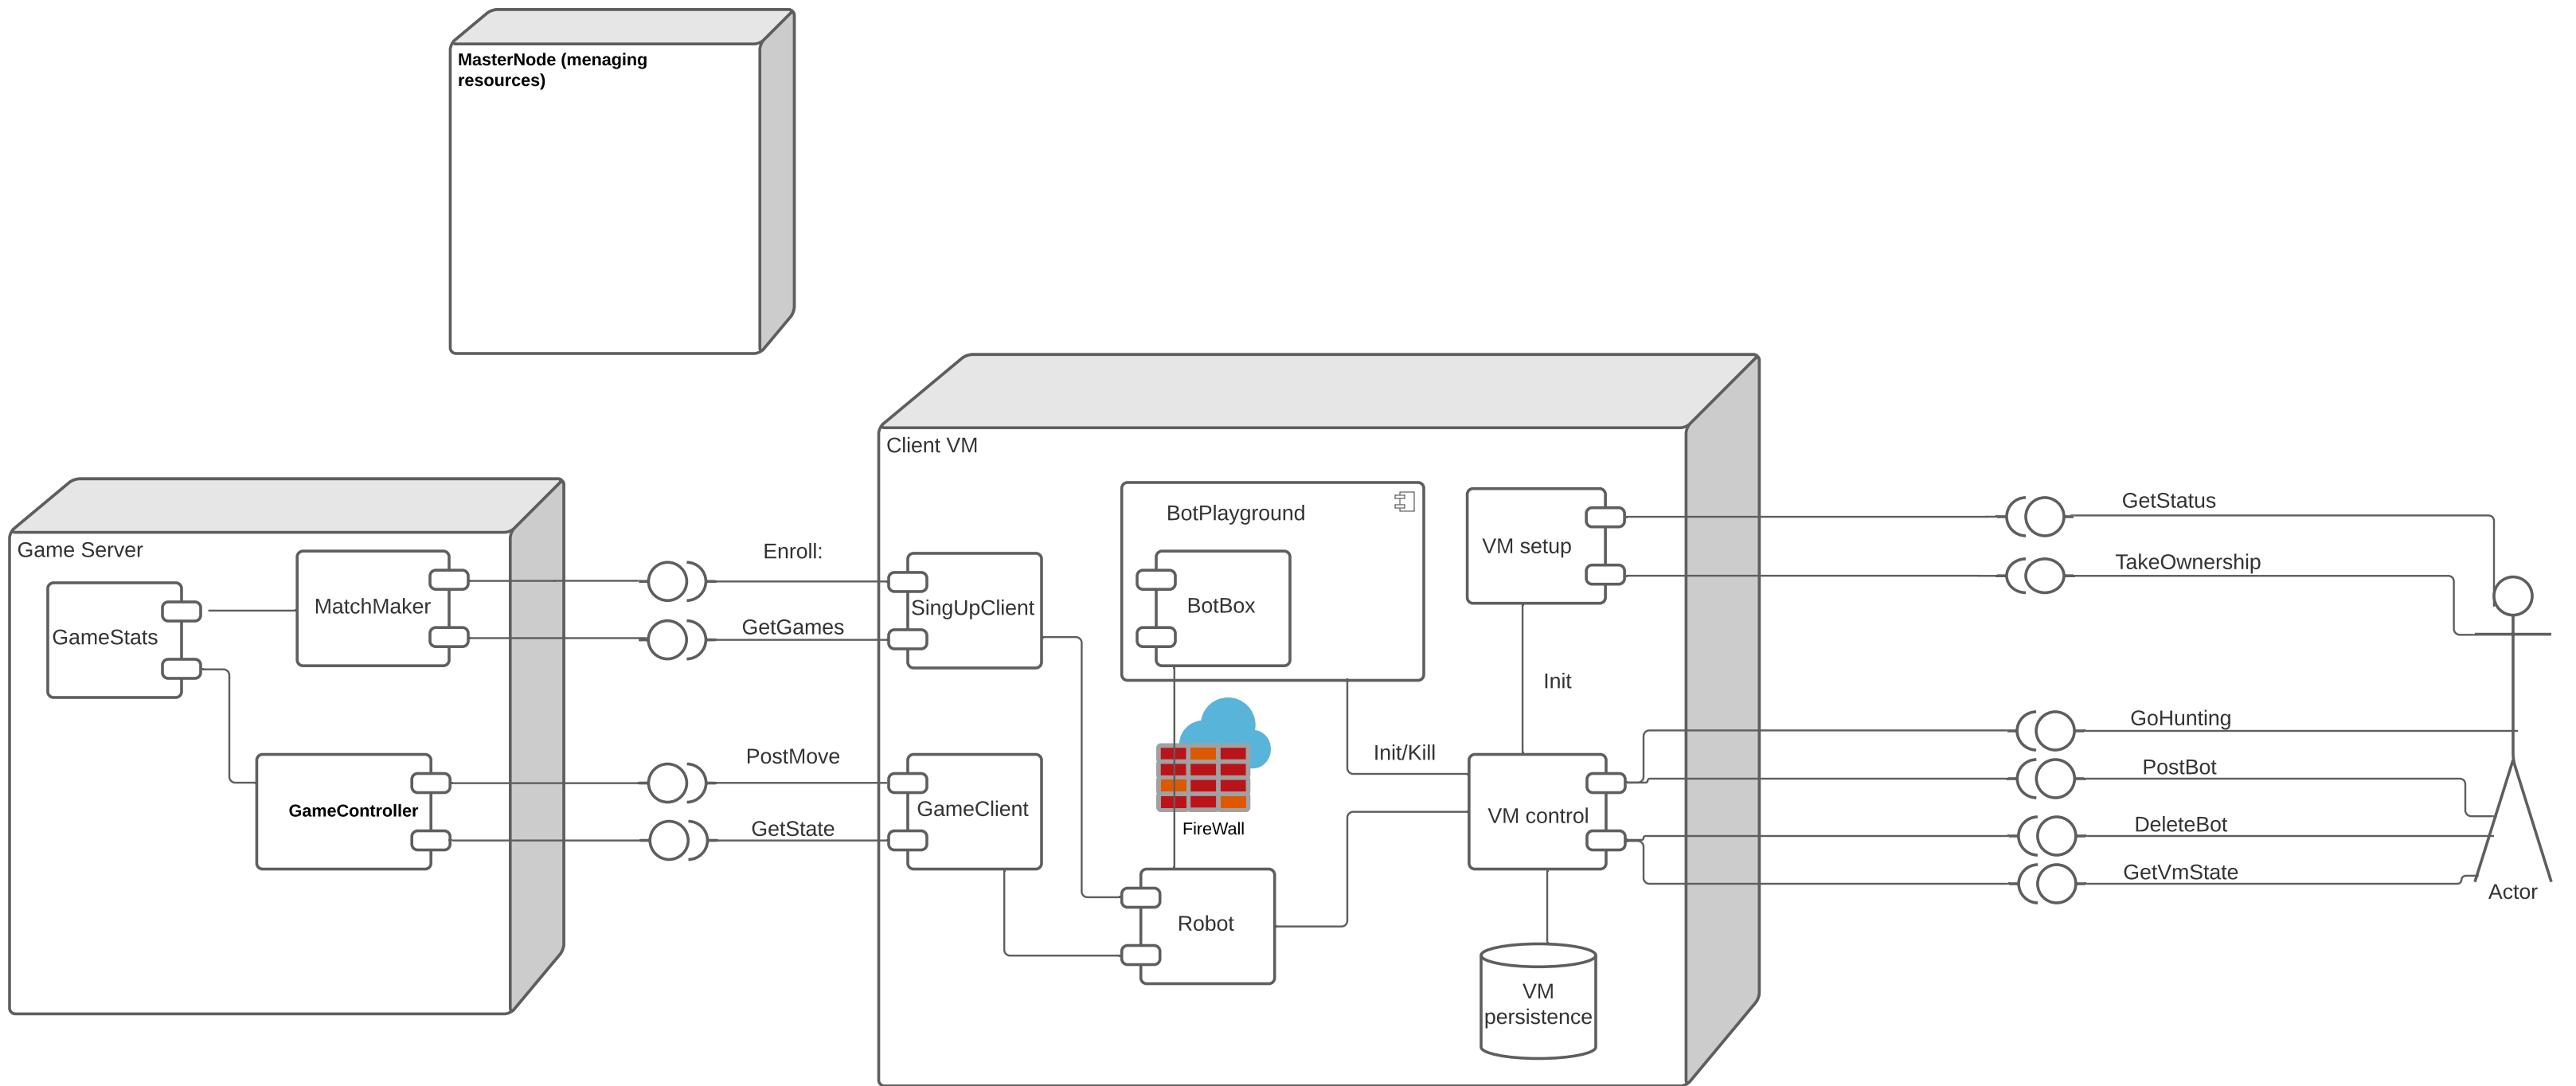 MasterNode (menaging
resources)
Game Server
GameStats
MatchMaker
GameController
Enroll:
GetGames
PostMove
GetState
Client VM
SingUpClient
GameClient
BotPlayground
BotBox
FireWall
Robot
VM setup
Init
Init/Kill
VM control
VM
persistence
GetStatus
TakeOwnership
GoHunting
PostBot
DeleteBot
GetVmState
Actor